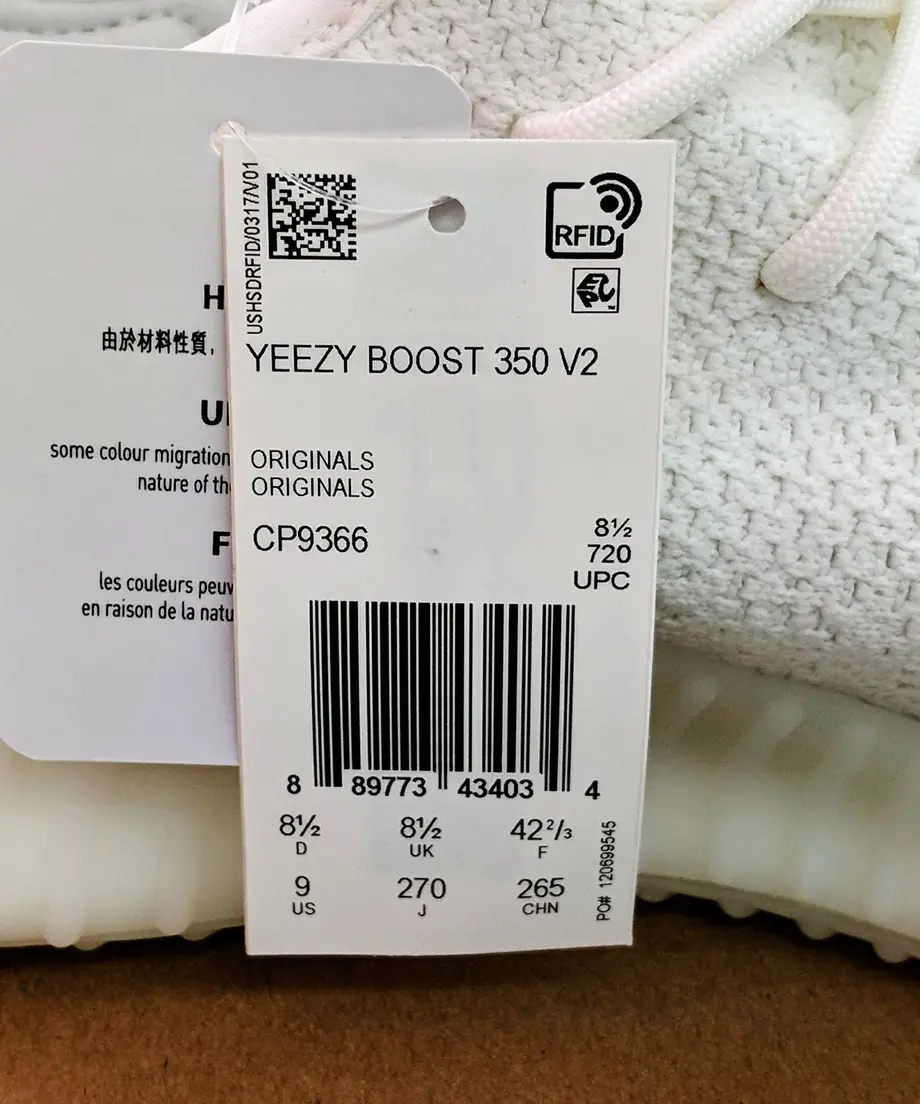 H
由於材料性質，
U
some colour migration
nature of th
F
les couleurs peuv
en raison de la natu
USHSDRFID/0317/V01
RFID
EPC
™
YEEZY BOOST 350 V2
ORIGINALS
ORIGINALS
CP9366
8½
720
UPC
8 89773 43403 4
8½ 8½ 42²/₃
D UK F
9 270 265
US J CHN
PO# 120699545